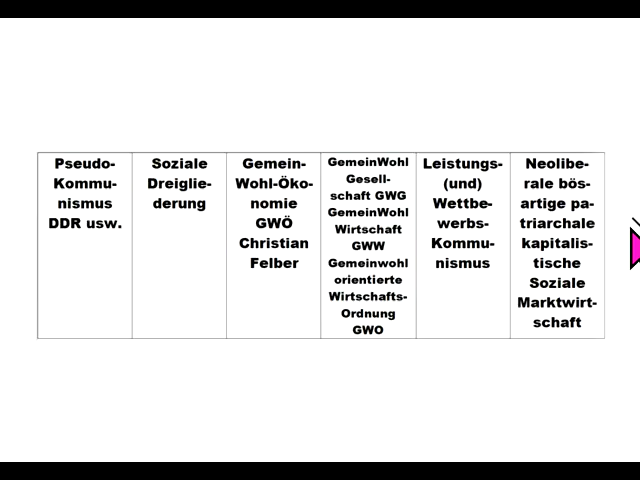 Pseudo-
Kommu-
nismus
DDR usw.
Soziale
Dreiglie-
derung
Gemein-
Wohl-Öko-
nomie
GWÖ
Christian
Felber
GemeinWohl
Gesell-
schaft GWG
GemeinWohl
Wirtschaft
GWW
Gemeinwohl
orientierte
Wirtschafts-
Ordnung
GWO
Leistungs-
(und)
Wettbe-
werbs-
Kommu-
nismus
Neolibe-
rale bös-
artige pa-
triarchale
kapitalis-
tische
Soziale
Marktwirt-
schaft